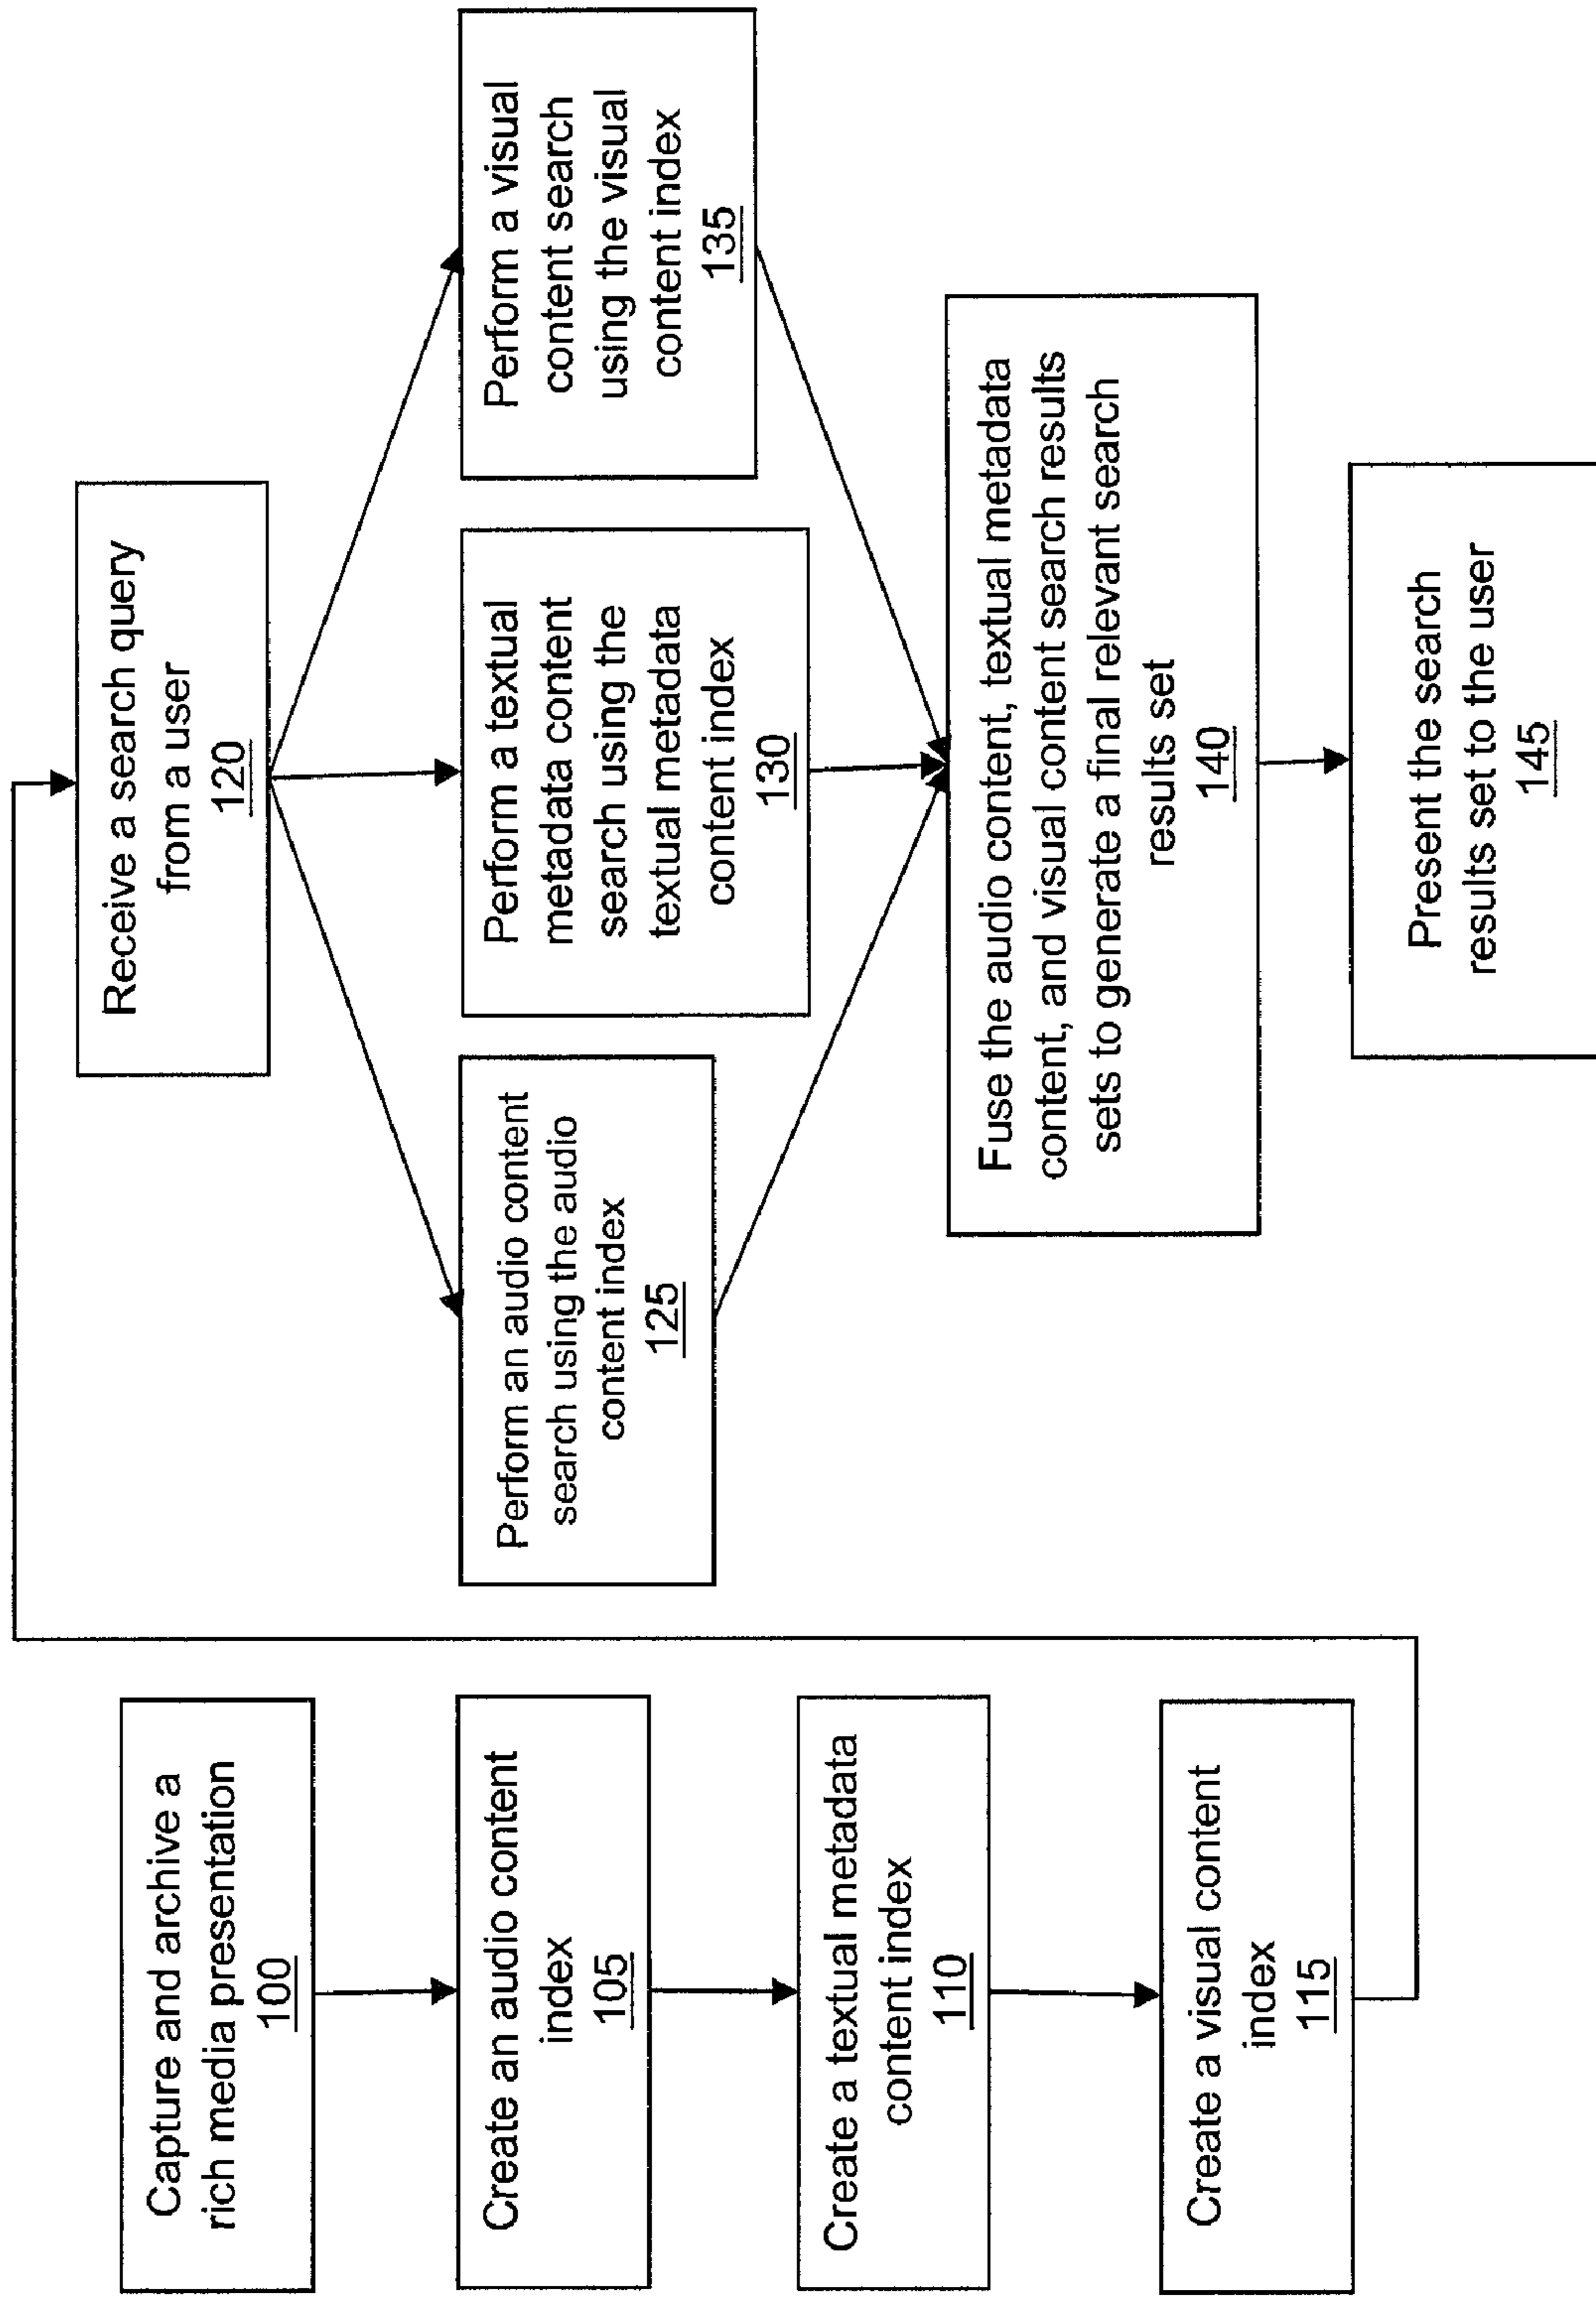 Capture and archive a
rich media presentation
100
Create an audio content
index
105
Create a textual metadata
content index
110
Create a visual content
index
115
Receive a search query
from a user
120
Perform an audio content
search using the audio
content index
125
Perform a textual
metadata content
search using the
textual metadata
content index
130
Perform a visual
content search
using the visual
content index
135
Fuse the audio content, textual metadata
content, and visual content search results
sets to generate a final relevant search
results set
140
Present the search
results set to the user
145